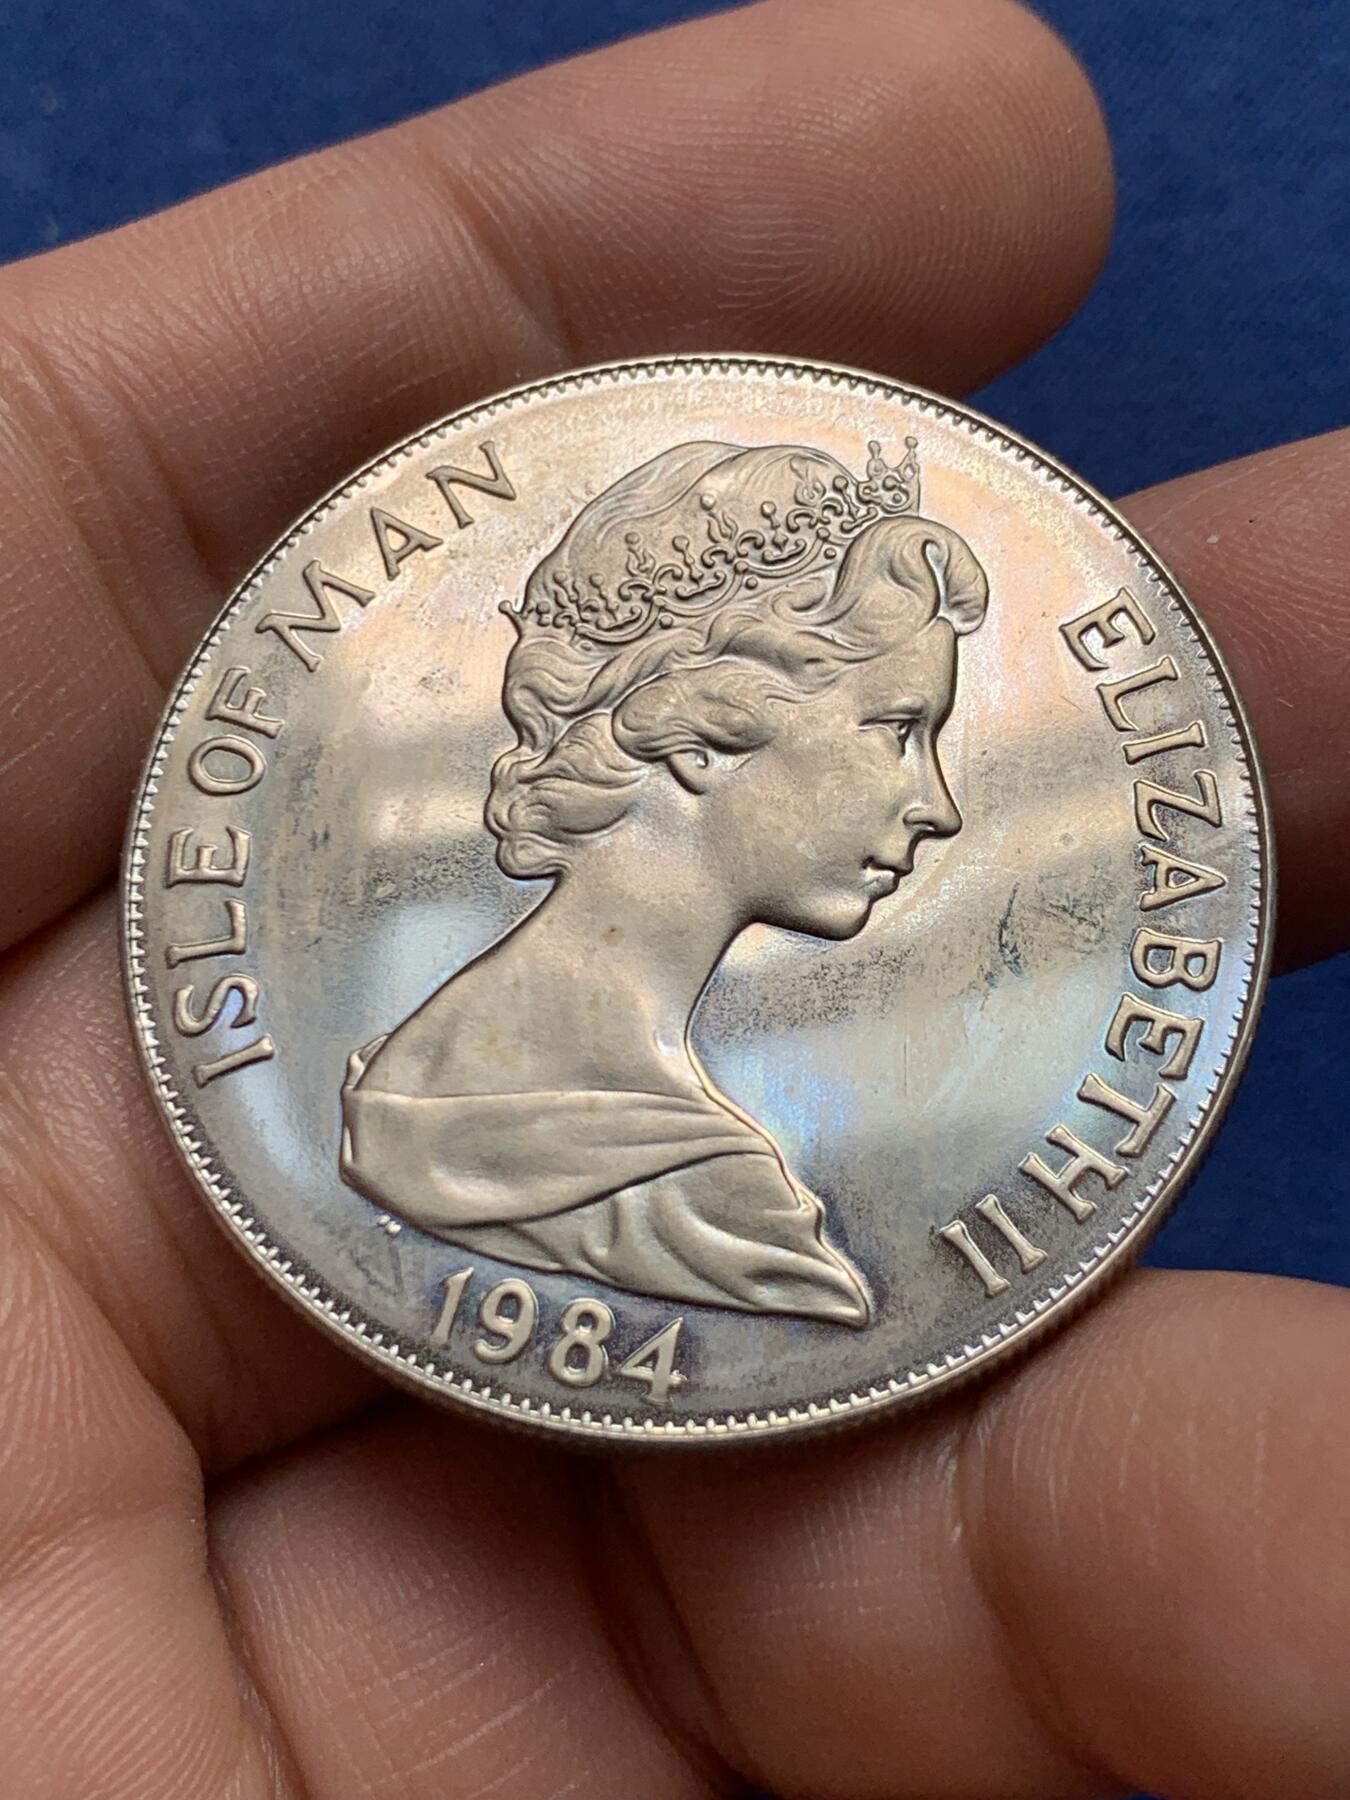 ISLE OF MAN
ELIZABETH II
1984